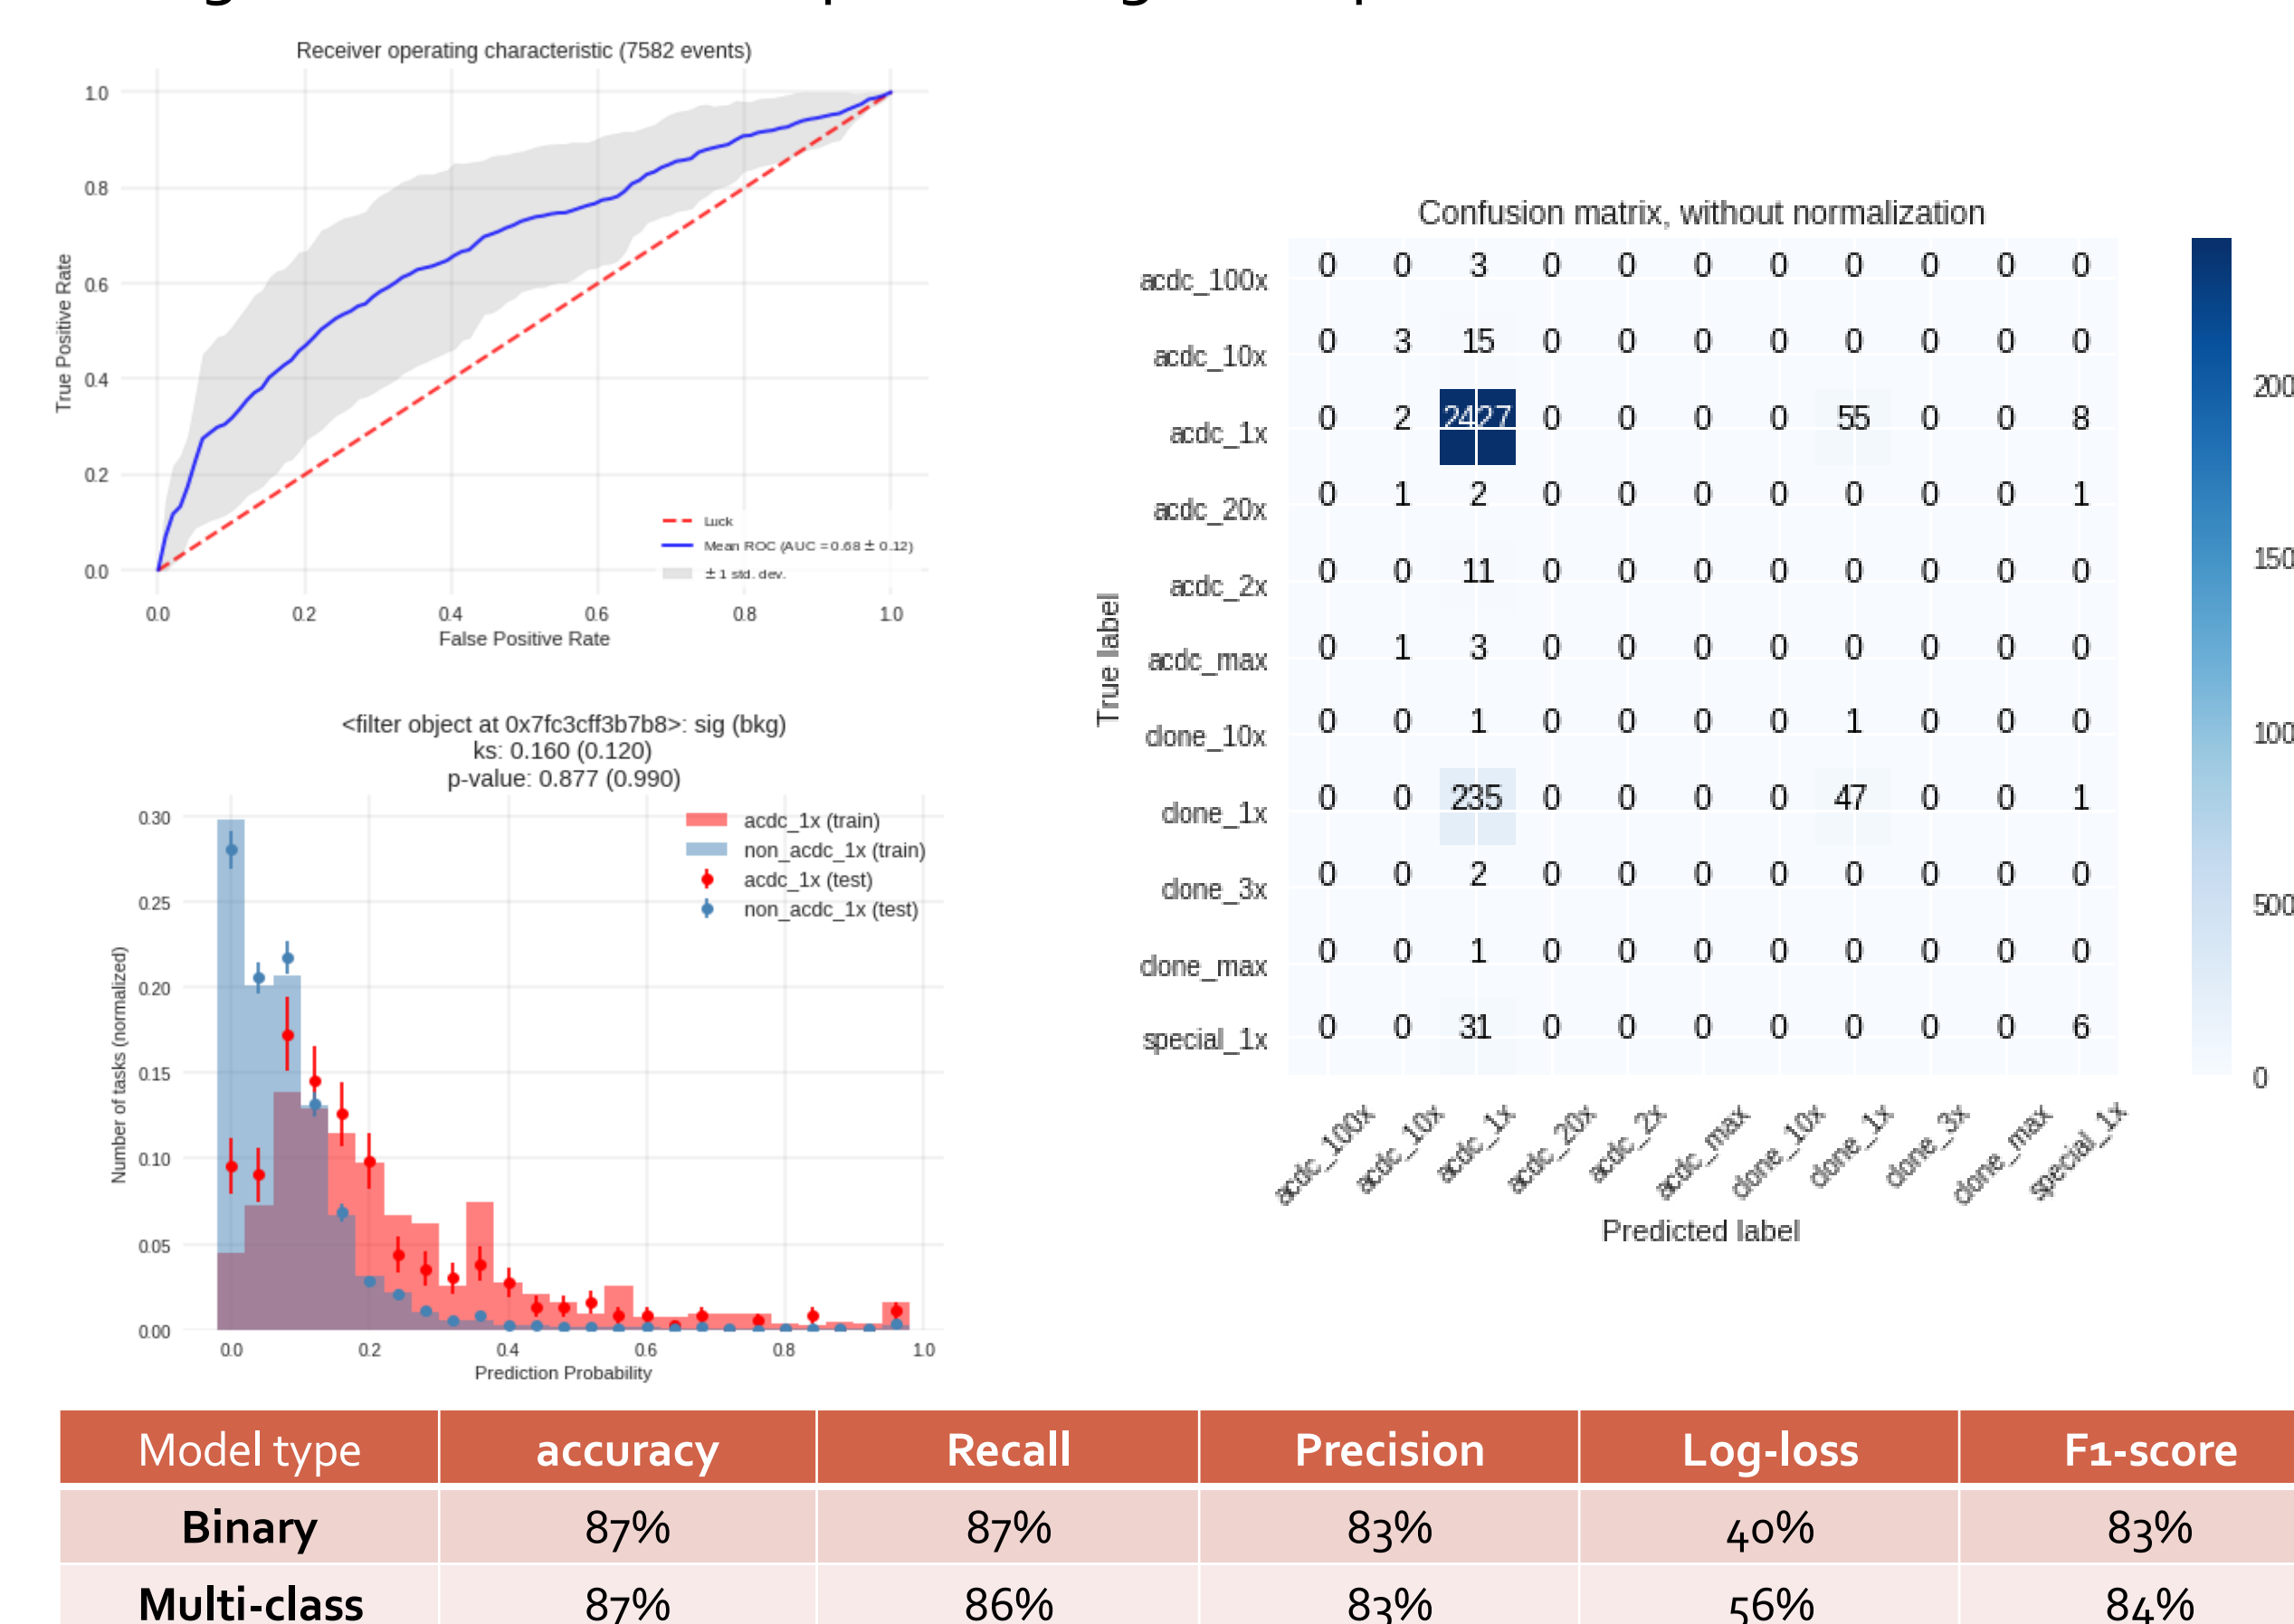 Receiver operating characteristic (7582 events)
1.0
0.8
0.6
0.4
0.2
0.0
True Positive Rate
Luck
Mean ROC (AUC = 0.68 ± 0.12)
± 1 std. dev.
0.0 0.2 0.4 0.6 0.8 1.0
False Positive Rate
<filter object at 0x7fc3cff3b7b8>: sig (bkg)
ks: 0.160 (0.120)
p-value: 0.877 (0.990)
0.30
0.25
0.20
0.15
0.10
0.05
0.00
Number of tasks (normalized)
acdc_1x (train)
non_acdc_1x (train)
acdc_1x (test)
non_acdc_1x (test)
0.0 0.2 0.4 0.6 0.8 1.0
Prediction Probability
Confusion matrix, without normalization
True label
acdc_100x 0 0 3 0 0 0 0 0 0 0 0
acdc_10x 0 3 15 0 0 0 0 0 0 0 0
acdc_1x 0 2 2427 0 0 0 0 55 0 0 8
acdc_20x 0 1 2 0 0 0 0 0 0 0 1
acdc_2x 0 0 11 0 0 0 0 0 0 0 0
acdc_max 0 1 3 0 0 0 0 0 0 0 0
clone_10x 0 0 1 0 0 0 0 1 0 0 0
clone_1x 0 0 235 0 0 0 0 47 0 0 1
clone_3x 0 0 2 0 0 0 0 0 0 0 0
clone_max 0 0 1 0 0 0 0 0 0 0 0
special_1x 0 0 31 0 0 0 0 0 0 0 6
acdc_100x acdc_10x acdc_1x acdc_20x acdc_2x acdc_max clone_10x clone_1x clone_3x clone_max special_1x
Predicted label
500
0
Model type accuracy Recall Precision Log-loss F1-score
Binary 87% 87% 83% 40% 83%
Multi-class 87% 86% 83% 56% 84%